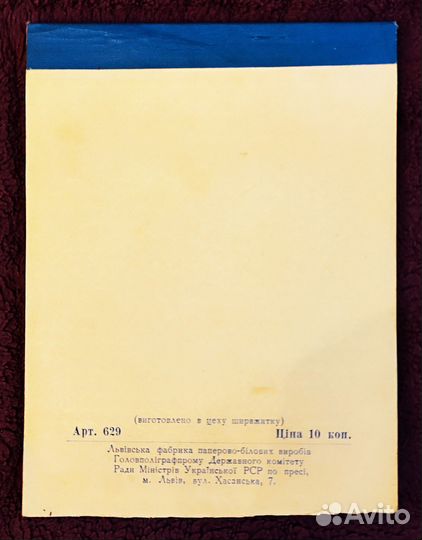 (виготовлено в цеху ширвжитку)
Арт. 629 Ціна 10 коп.
Львівська фабрика паперово-білових виробів
Головполіграфпрому Державного комітету
Ради Міністрів Української РСР по пресі,
м. Львів, вул. Хасанська, 7.
Avito